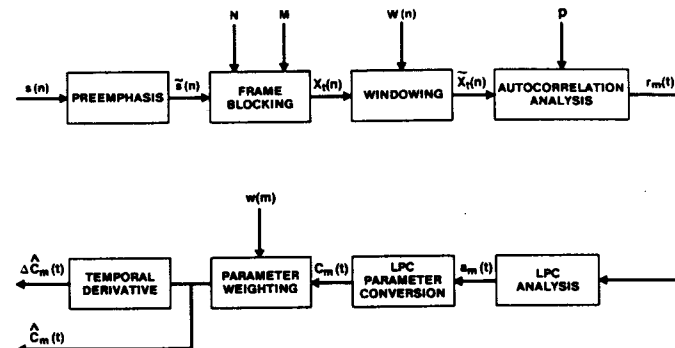 N M W(n) p
s(n) PREEMPHASIS s̃(n) FRAME BLOCKING X_t(n) WINDOWING X̃_t(n) AUTOCORRELATION ANALYSIS r_m(t)
w(m)
ΔĈ_m(t) TEMPORAL DERIVATIVE PARAMETER WEIGHTING C_m(t) LPC PARAMETER CONVERSION a_m(t) LPC ANALYSIS
Ĉ_m(t)